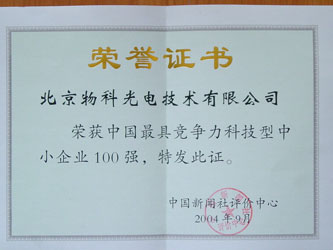 荣誉证书
北京物科光电技术有限公司
荣获中国最具竞争力科技型中
小企业100强，特发此证。
中国新闻社评价中心
2004年9月